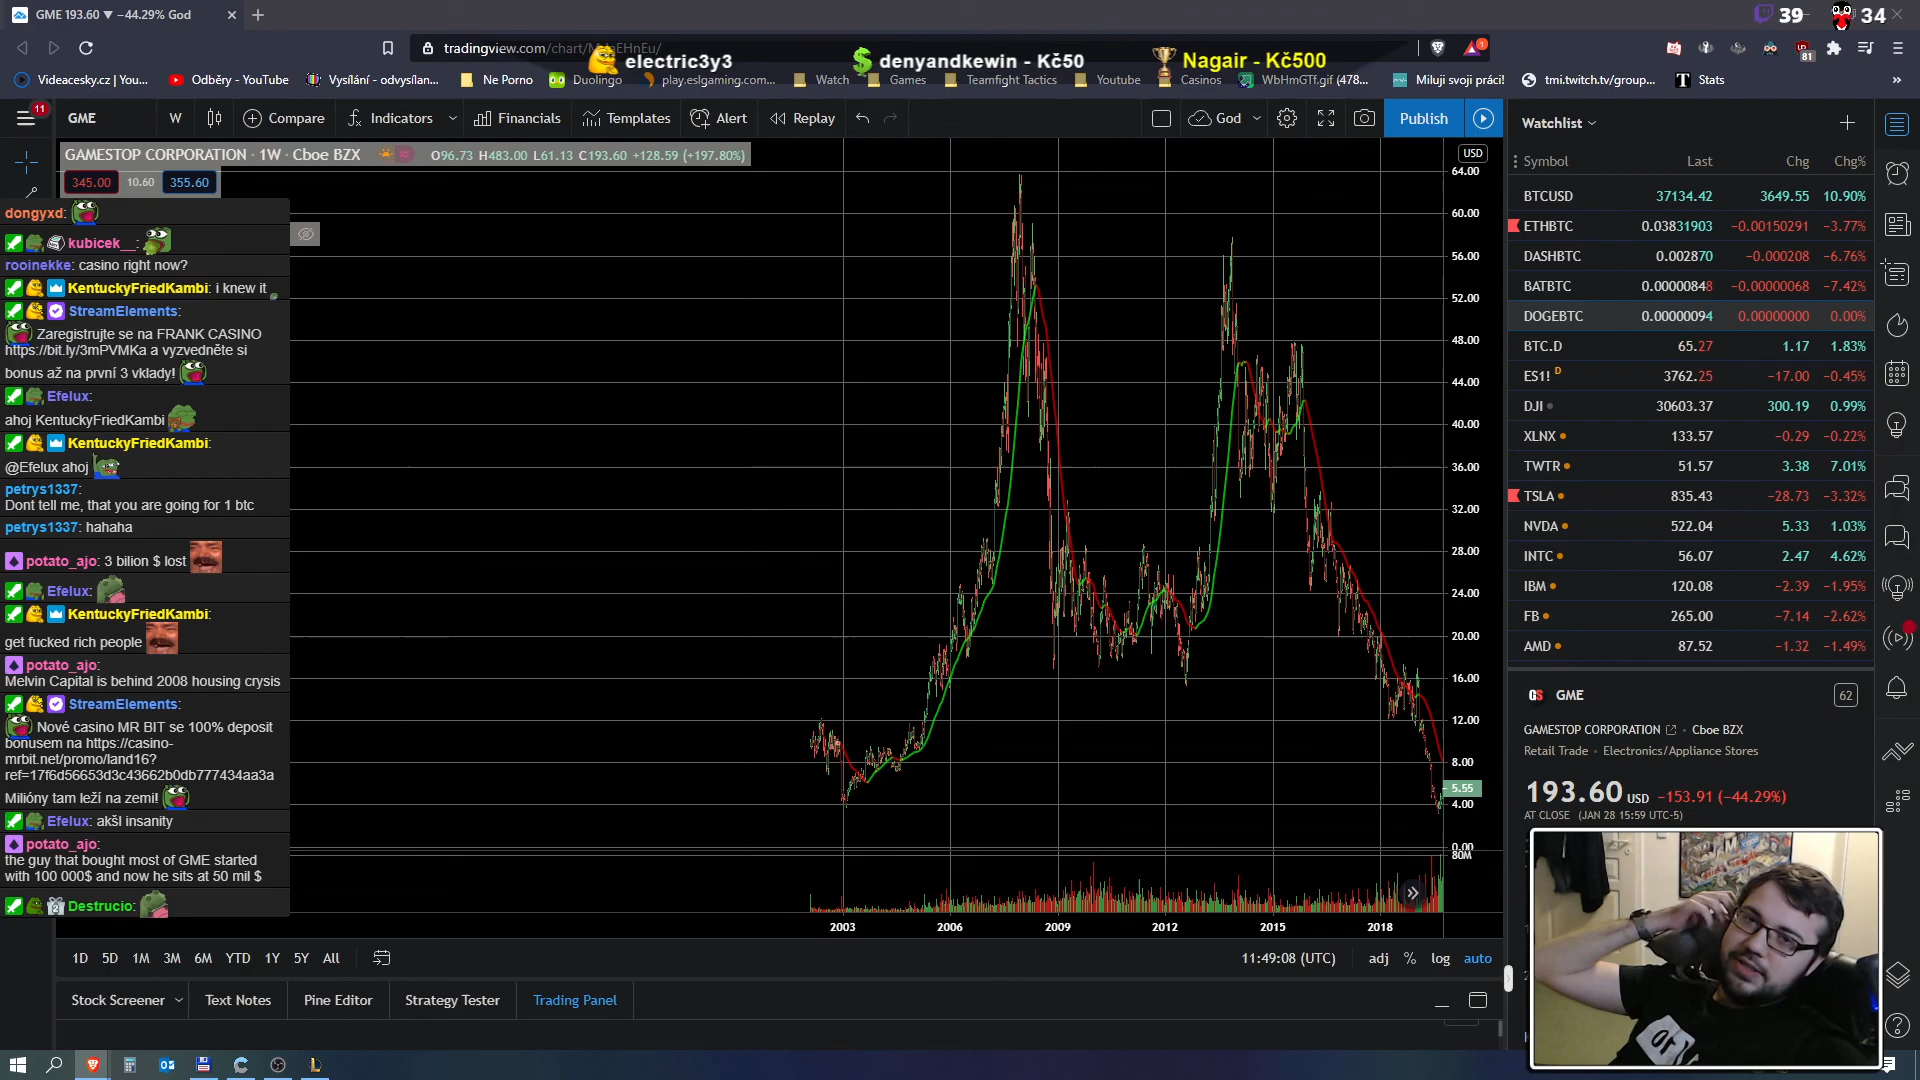 GME 193.60 ▼ −44.29% God
39
34
tradingview.com/chart/
electric3y3
denyandkewin - Kč50
Nagair - Kč500
1
81
Videacesky.cz | You...
Odběry - YouTube
Vysílání - odvysílan...
Ne Porno
Duolingo
play.eslgaming.com...
Watch
Games
Teamfight Tactics
Youtube
Casinos
WbHmGTf.gif (478...
Miluji svoji práci!
tmi.twitch.tv/group...
Stats
»
11
GME
W
Compare
Indicators
Financials
Templates
Alert
Replay
God
Publish
GAMESTOP CORPORATION · 1W · Cboe BZX
O96.73 H483.00 L61.13 C193.60 +128.59 (+197.80%)
345.00
10.60
355.60
dongyxd:
kubicek__:
rooinekke: casino right now?
KentuckyFriedKambi: i knew it
StreamElements:
Zaregistrujte se na FRANK CASINO
https://bit.ly/3mPVMKa a vyzvedněte si
bonus až na první 3 vklady!
Efelux:
ahoj KentuckyFriedKambi
KentuckyFriedKambi:
@Efelux ahoj
petrys1337:
Dont tell me, that you are going for 1 btc
petrys1337: hahaha
potato_ajo: 3 bilion $ lost
Efelux:
KentuckyFriedKambi:
get fucked rich people
potato_ajo:
Melvin Capital is behind 2008 housing crysis
StreamElements:
Nové casino MR BIT se 100% deposit
bonusem na https://casino-
mrbit.net/promo/land16?
ref=17f6d56653d3c43662b0db777434aa3a
Milióny tam leží na zemi!
Efelux: akšl insanity
potato_ajo:
the guy that bought most of GME started
with 100 000$ and now he sits at 50 mil $
Destrucio:
USD
64.00
60.00
56.00
52.00
48.00
44.00
40.00
36.00
32.00
28.00
24.00
20.00
16.00
12.00
8.00
5.55
4.00
0.00
80M
2003
2006
2009
2012
2015
2018
1D
5D
1M
3M
6M
YTD
1Y
5Y
All
11:49:08 (UTC)
adj
%
log
auto
Stock Screener
Text Notes
Pine Editor
Strategy Tester
Trading Panel
Watchlist
Symbol Last Chg Chg%
BTCUSD 37134.42 3649.55 10.90%
ETHBTC 0.03831903 −0.00150291 −3.77%
DASHBTC 0.002870 −0.000208 −6.76%
BATBTC 0.00000848 −0.00000068 −7.42%
DOGEBTC 0.00000094 0.00000000 0.00%
BTC.D 65.27 1.17 1.83%
ES1! D 3762.25 −17.00 −0.45%
DJI 30603.37 300.19 0.99%
XLNX 133.57 −0.29 −0.22%
TWTR 51.57 3.38 7.01%
TSLA 835.43 −28.73 −3.32%
NVDA 522.04 5.33 1.03%
INTC 56.07 2.47 4.62%
IBM 120.08 −2.39 −1.95%
FB 265.00 −7.14 −2.62%
AMD 87.52 −1.32 −1.49%
GS GME
62
GAMESTOP CORPORATION · Cboe BZX
Retail Trade · Electronics/Appliance Stores
193.60 USD −153.91 (−44.29%)
AT CLOSE (JAN 28 15:59 UTC-5)